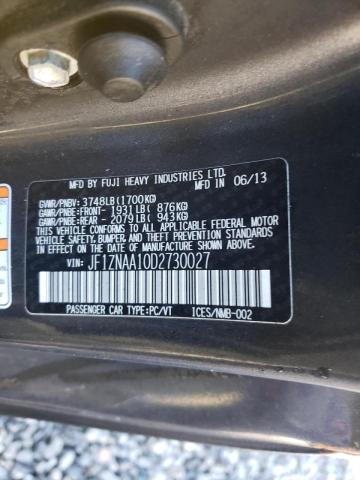 MFD BY FUJI HEAVY INDUSTRIES LTD.
MFD IN 06/13
GVWR/PNBV: 3748LB(1700KG)
GAWR/PNBE:FRONT- 1931LB( 876KG)
GAWR/PNBE:REAR - 2079LB( 943KG)
THIS VEHICLE CONFORMS TO ALL APPLICABLE FEDERAL MOTOR
VEHICLE SAFETY,BUMPER,AND THEFT PREVENTION STANDARDS
IN EFFECT ON THE DATE OF MANUFACTURE SHOWN ABOVE.
VIN: JF1ZNAA10D2730027
PASSENGER CAR TYPE:PC/VT ICES/NMB-002